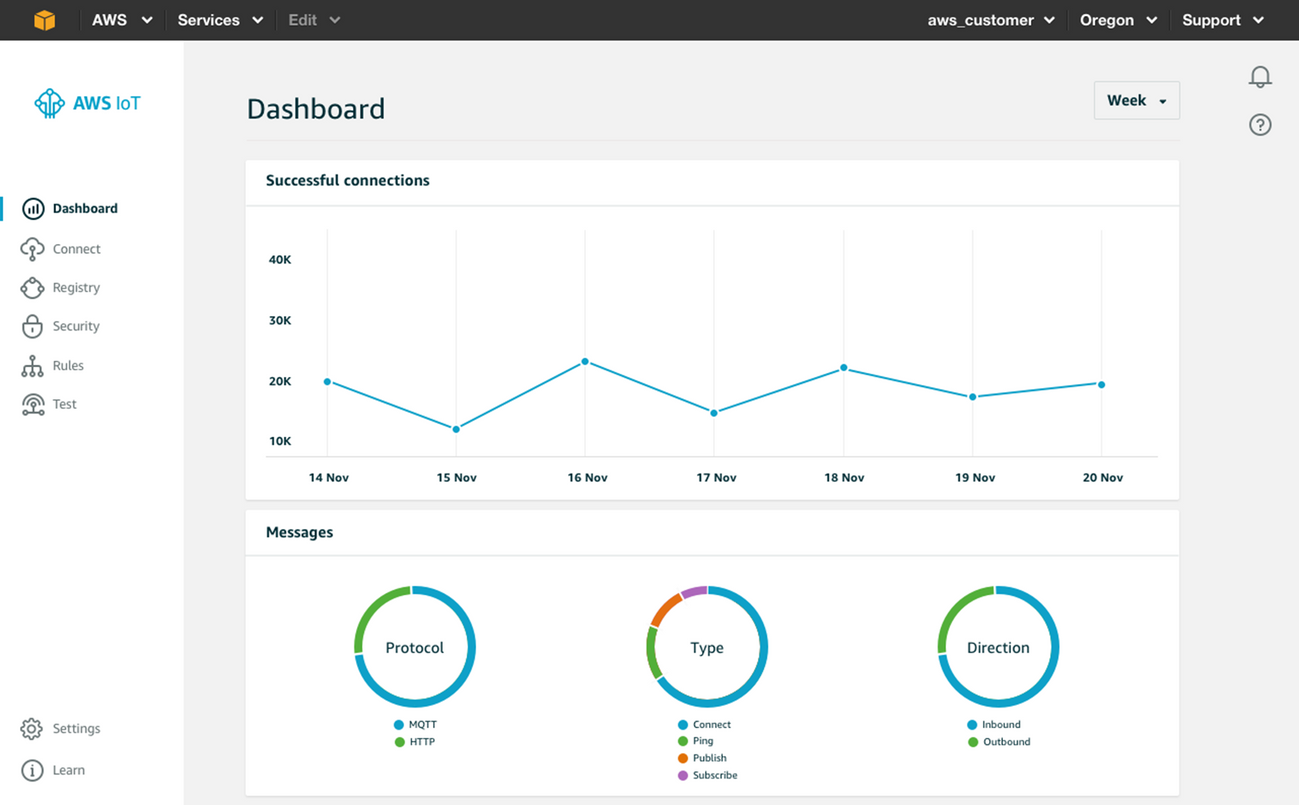 AWS Services Edit aws_customer Oregon Support
AWS IoT
Dashboard
Connect
Registry
Security
Rules
Test
Settings
Learn
Dashboard
Week
Successful connections
40K
30K
20K
10K
14 Nov 15 Nov 16 Nov 17 Nov 18 Nov 19 Nov 20 Nov
Messages
Protocol
MQTT
HTTP
Type
Connect
Ping
Publish
Subscribe
Direction
Inbound
Outbound